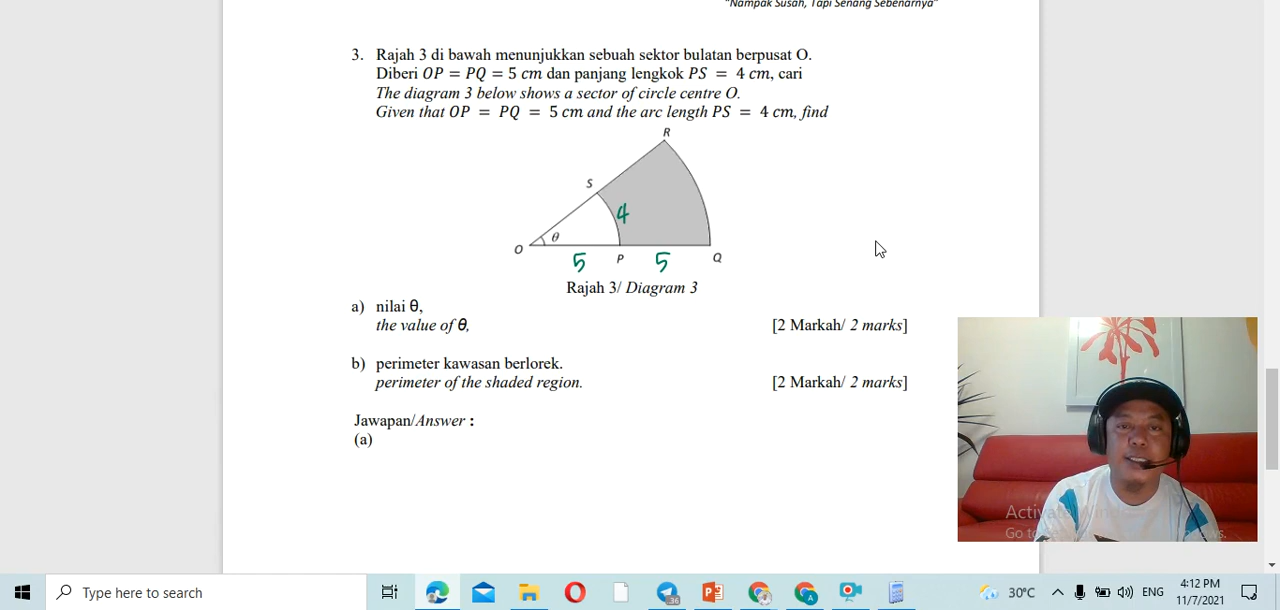 "Nampak Susah, Tapi Senang Sebenarnya"
3. Rajah 3 di bawah menunjukkan sebuah sektor bulatan berpusat O.
Diberi OP = PQ = 5 cm dan panjang lengkok PS = 4 cm, cari
The diagram 3 below shows a sector of circle centre O.
Given that OP = PQ = 5 cm and the arc length PS = 4 cm, find
R
S
4
θ
O
5
P
5
Q
Rajah 3/ Diagram 3
a) nilai θ,
the value of θ,
[2 Markah/ 2 marks]
b) perimeter kawasan berlorek.
perimeter of the shaded region.
[2 Markah/ 2 marks]
Jawapan/Answer :
(a)
Type here to search
36
30°C
ENG
4:12 PM
11/7/2021